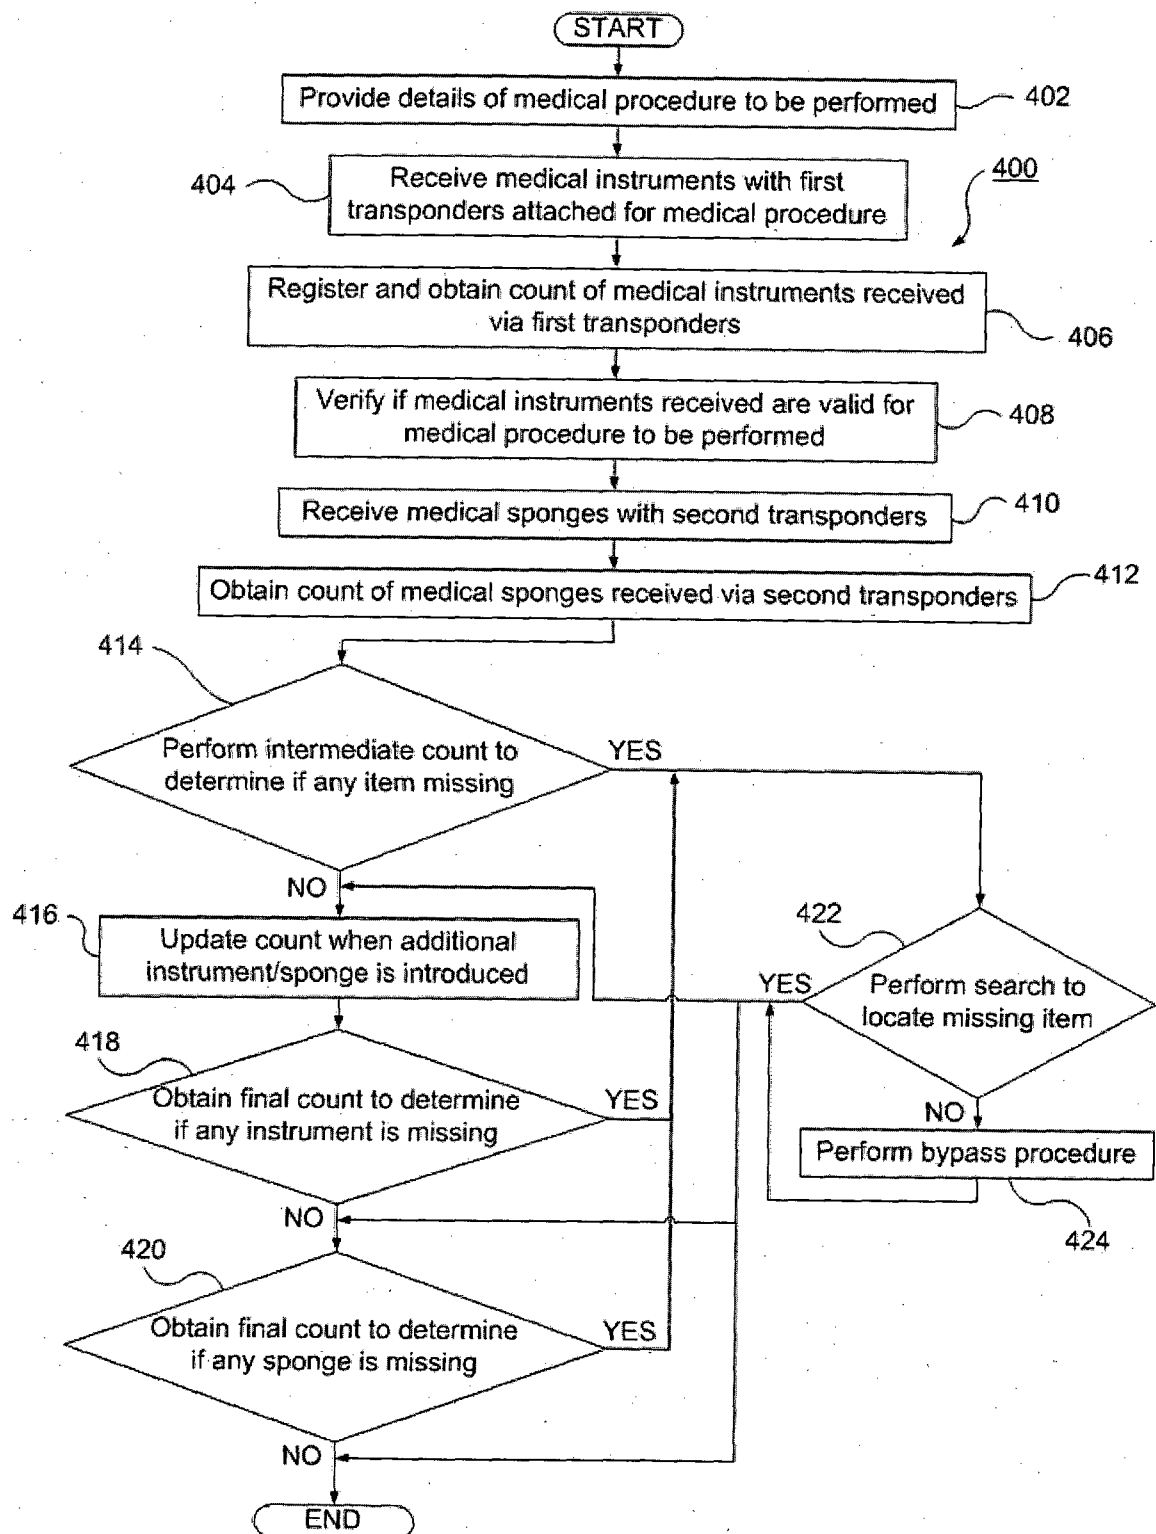 START
Provide details of medical procedure to be performed
402
404
Receive medical instruments with first
transponders attached for medical procedure
400
Register and obtain count of medical instruments received
via first transponders
406
Verify if medical instruments received are valid for
medical procedure to be performed
408
Receive medical sponges with second transponders
410
Obtain count of medical sponges received via second transponders
412
414
Perform intermediate count to
determine if any item missing
YES
NO
416
Update count when additional
instrument/sponge is introduced
422
Perform search to
locate missing item
YES
NO
Perform bypass procedure
424
418
Obtain final count to determine
if any instrument is missing
YES
NO
420
Obtain final count to determine
if any sponge is missing
YES
NO
END